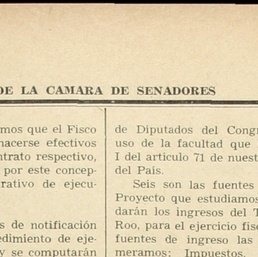 DE LA CAMARA DE SENADORES
mos que el Fisco
hacerse efectivos
ntrato respectivo,
por este concep-
rativo de ejecu-
s de notificación
edimiento de eje-
y se computarán
de Diputados del Congr
uso de la facultad que
I del artículo 71 de nuest
del País.
Seis son las fuentes
Proyecto que estudiamos
darán los ingresos del T
Roo, para el ejercicio físc
fuentes de ingreso las
meramos; Impuestos,